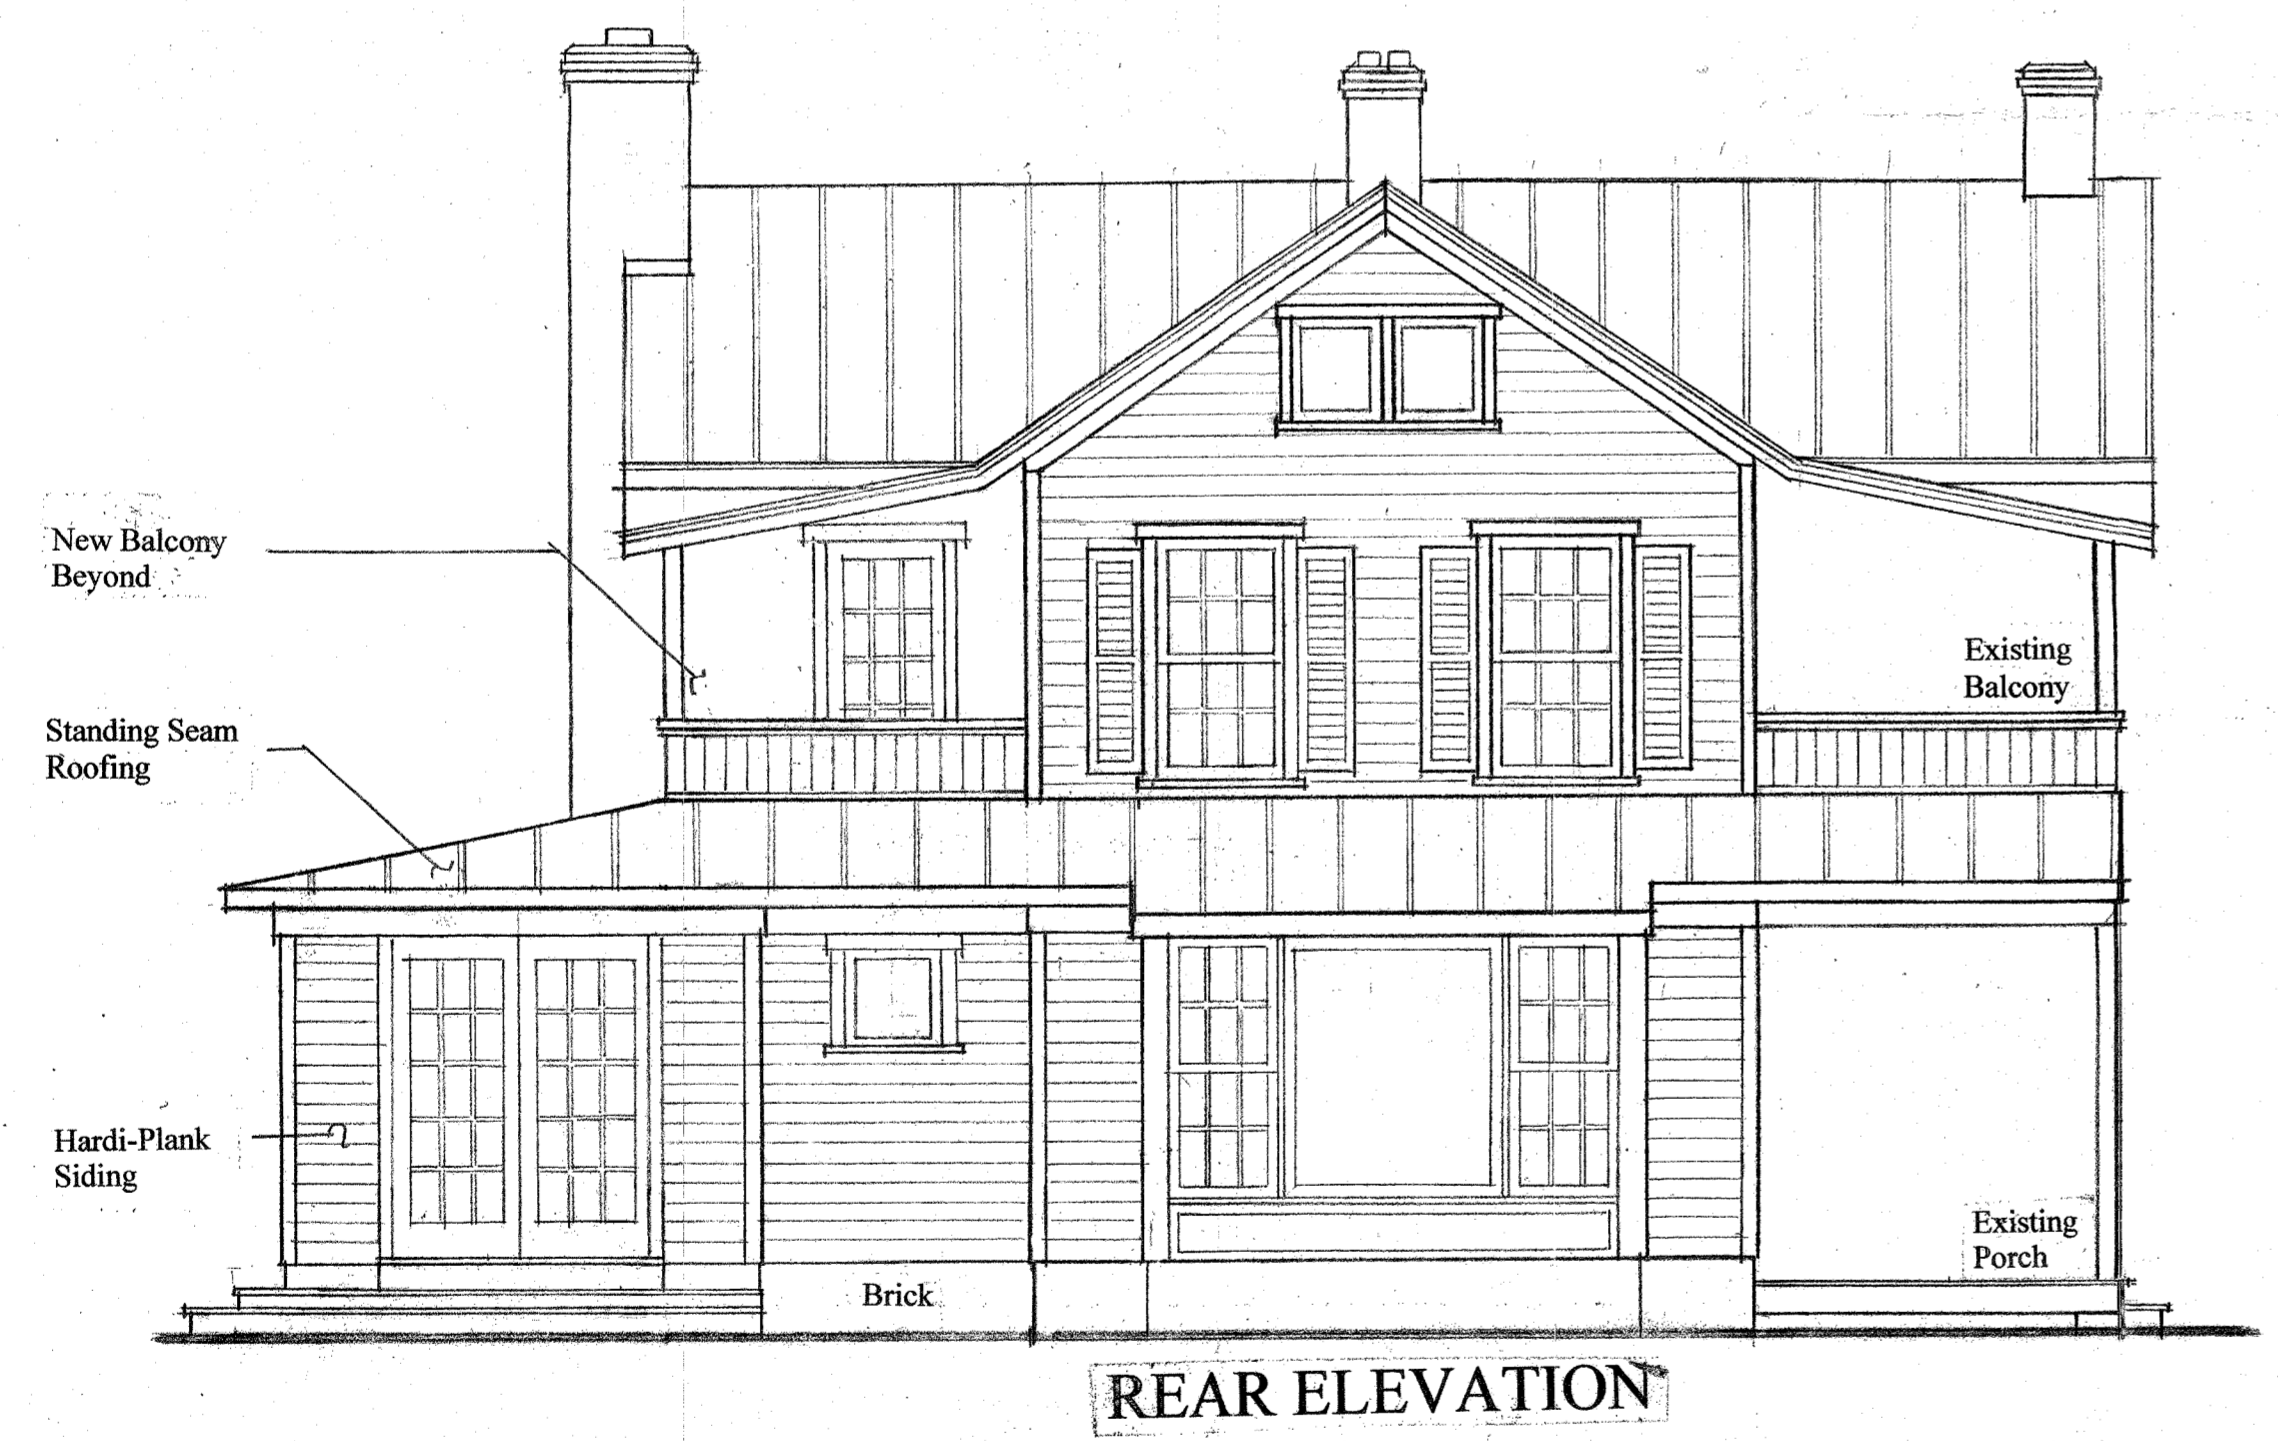 New Balcony
Beyond
Existing
Balcony
Standing Seam
Roofing
Hardi-Plank
Siding
Existing
Porch
Brick
REAR ELEVATION